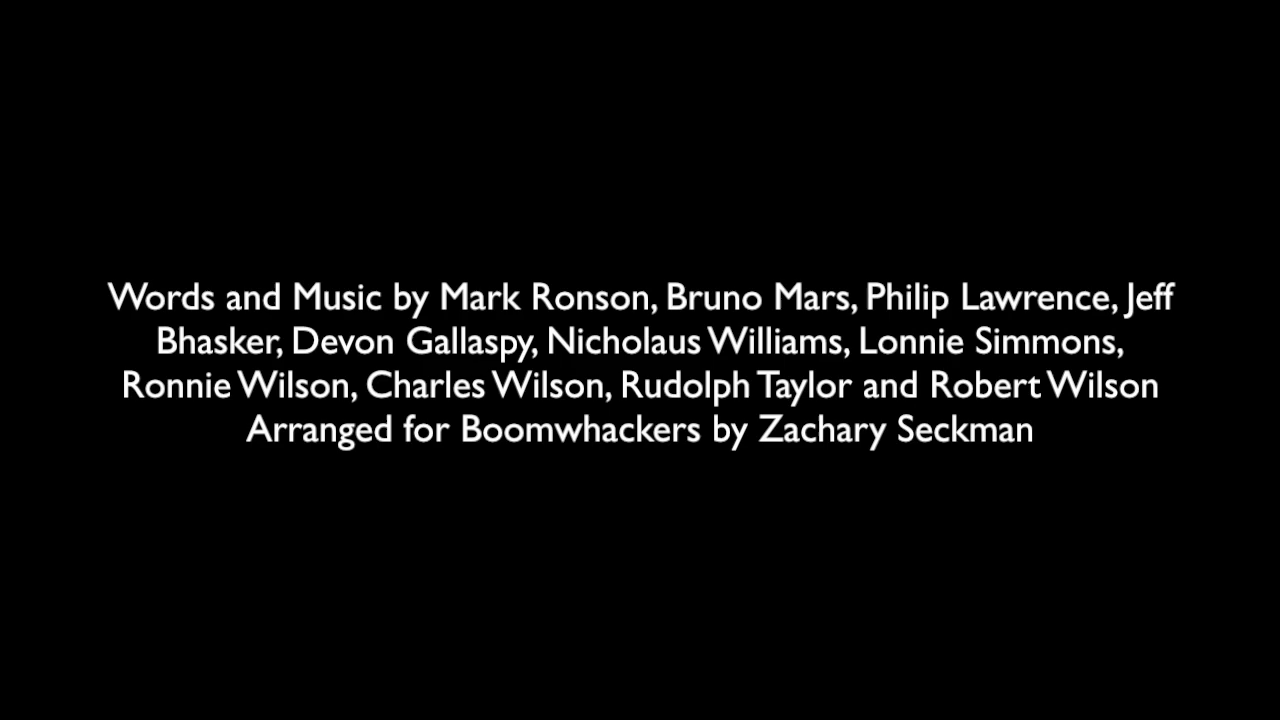 Words and Music by Mark Ronson, Bruno Mars, Philip Lawrence, Jeff
Bhasker, Devon Gallaspy, Nicholaus Williams, Lonnie Simmons,
Ronnie Wilson, Charles Wilson, Rudolph Taylor and Robert Wilson
Arranged for Boomwhackers by Zachary Seckman